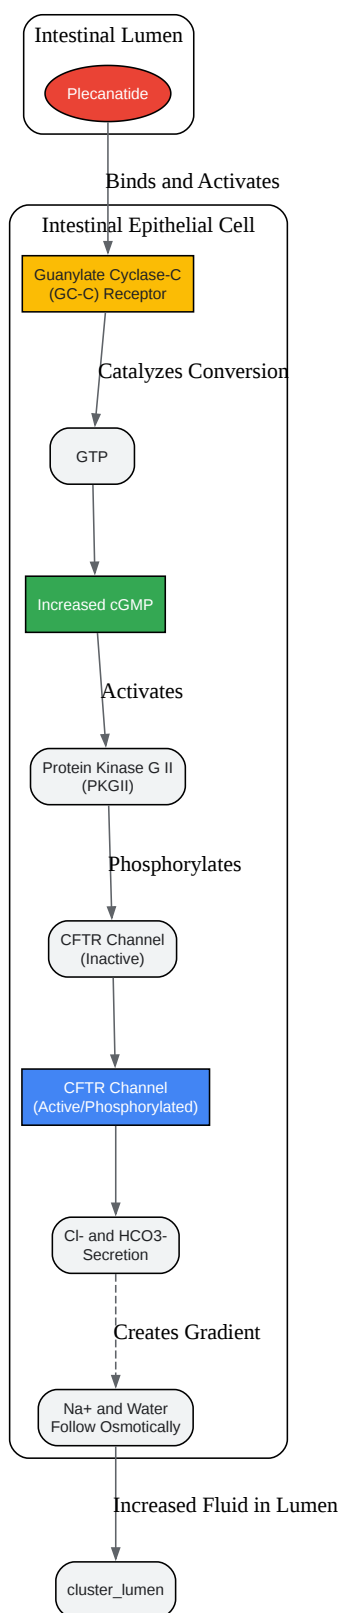 Intestinal Lumen
Plecanatide
Binds and Activates
Intestinal Epithelial Cell
Guanylate Cyclase-C
(GC-C) Receptor
Catalyzes Conversion
GTP
Increased cGMP
Activates
Protein Kinase G II
(PKGII)
Phosphorylates
CFTR Channel
(Inactive)
CFTR Channel
(Active/Phosphorylated)
Cl- and HCO3-
Secretion
Creates Gradient
Na+ and Water
Follow Osmotically
Increased Fluid in Lumen
cluster_lumen